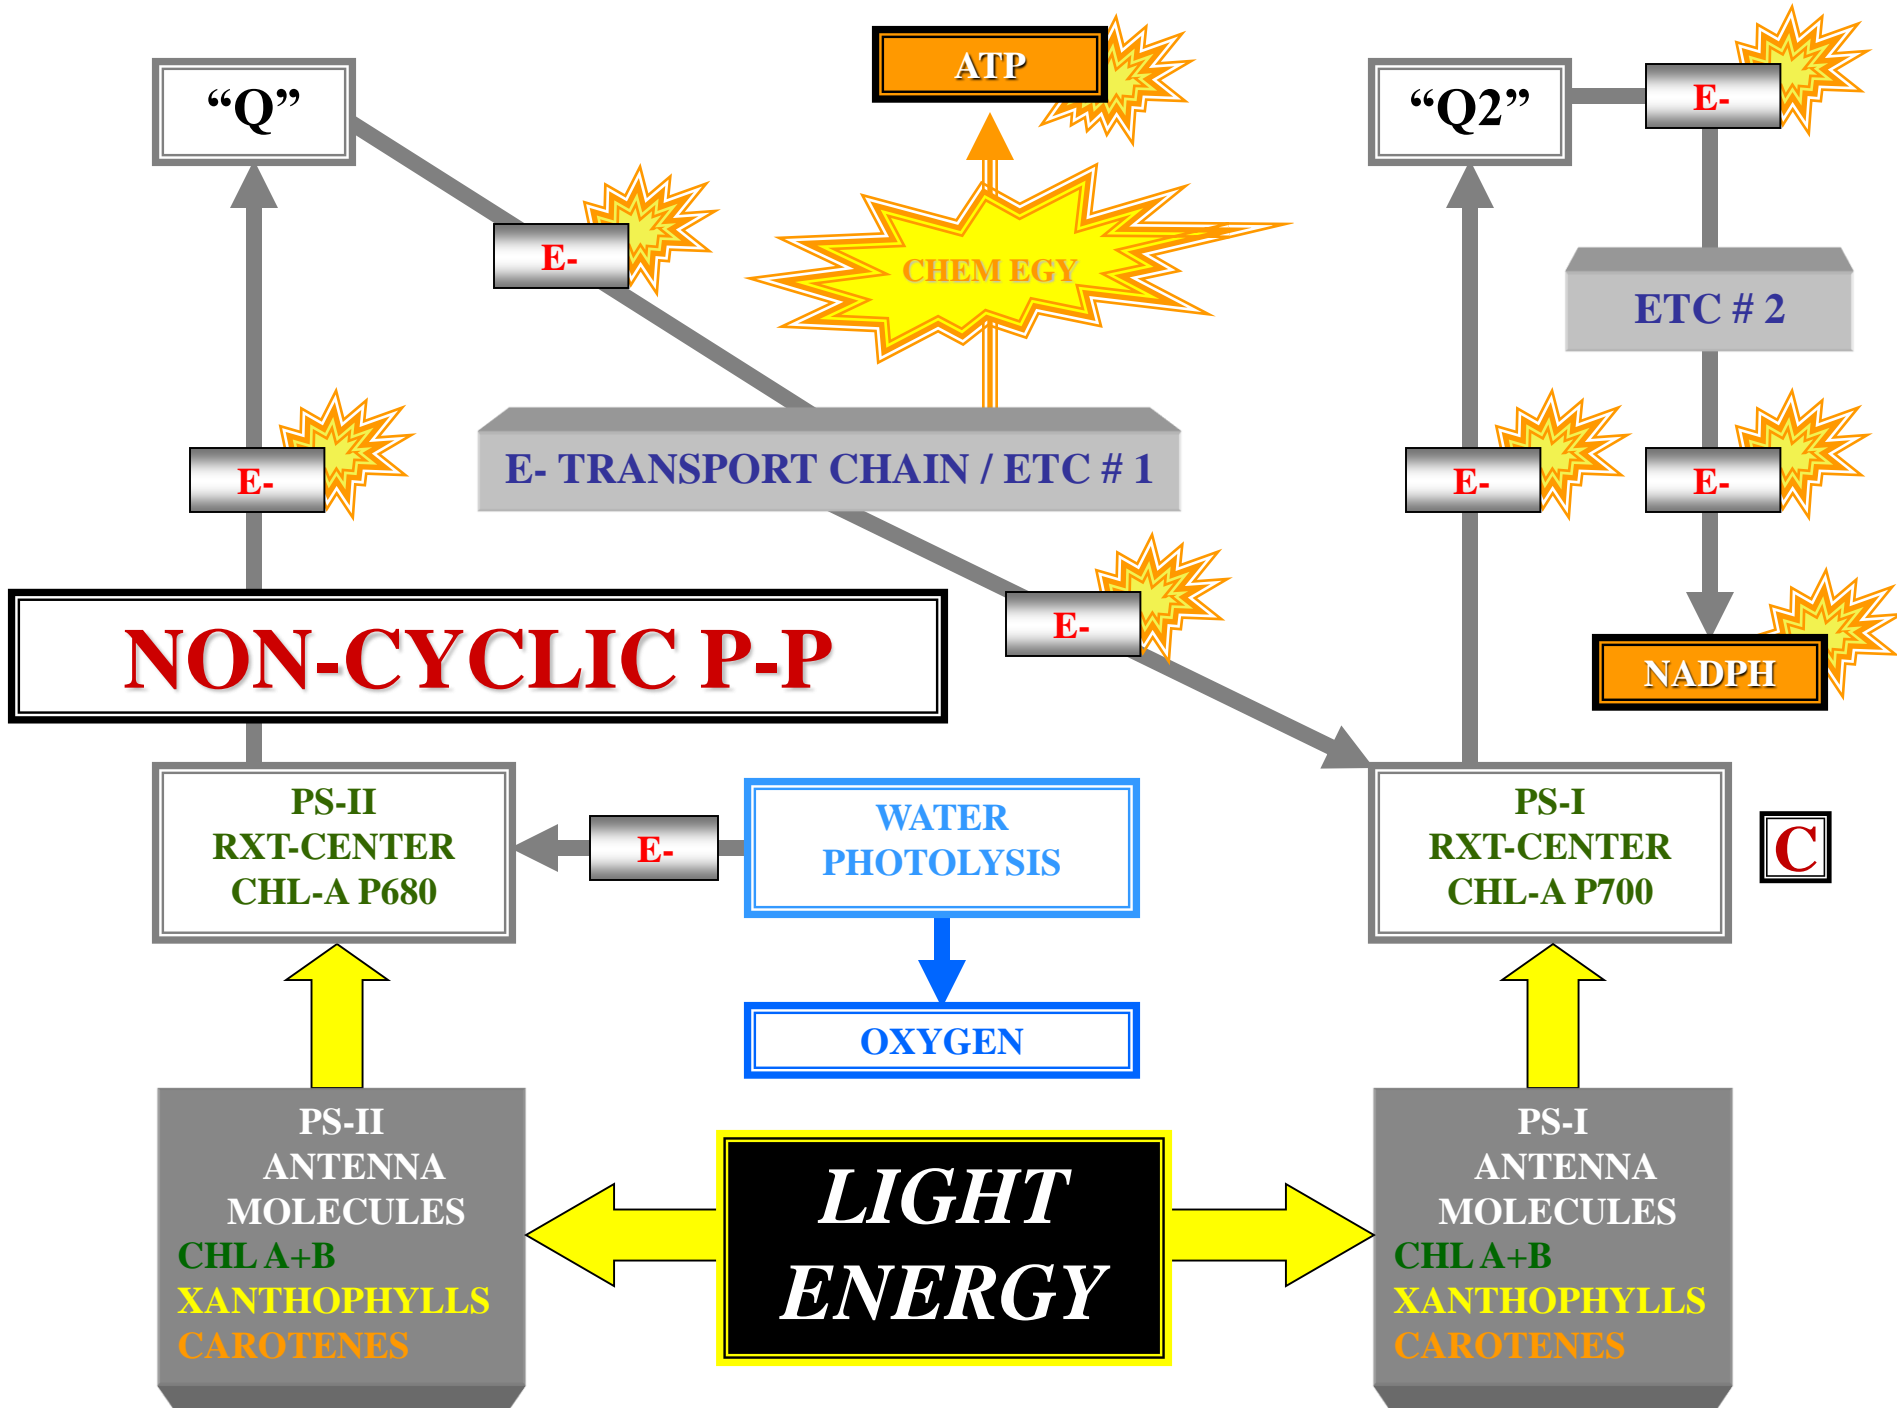 ATP
“Q”
“Q2”
E-
E-
CHEM EGY
ETC # 2
E- TRANSPORT CHAIN / ETC # 1
E-
E-
E-
E-
NON-CYCLIC P-P
NADPH
PS-II
RXT-CENTER
CHL-A P680
E-
WATER
PHOTOLYSIS
PS-I
RXT-CENTER
CHL-A P700
C
OXYGEN
PS-II
ANTENNA
MOLECULES
CHL A+B
XANTHOPHYLLS
CAROTENES
LIGHT
ENERGY
PS-I
ANTENNA
MOLECULES
CHL A+B
XANTHOPHYLLS
CAROTENES